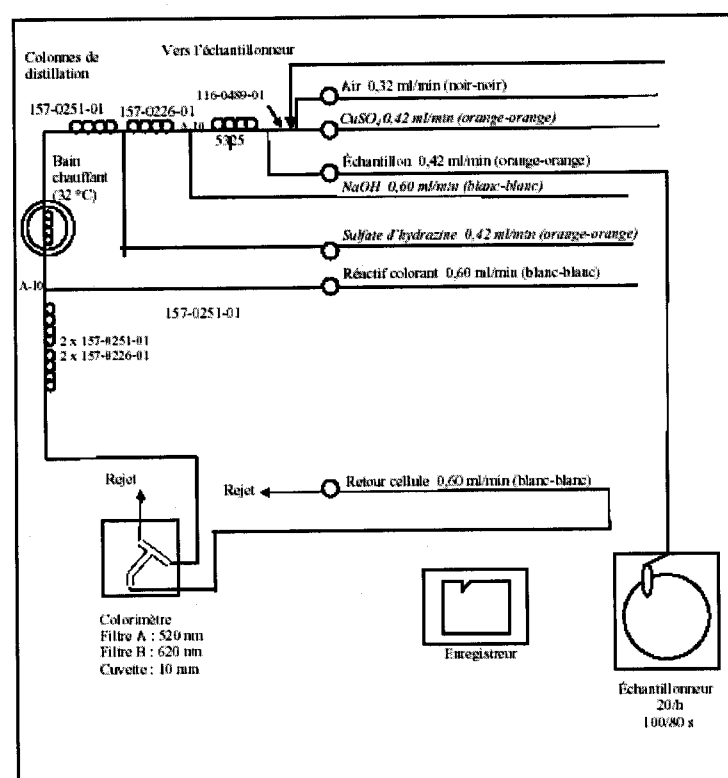 Colonnes de
distillation
Vers l'échantillonneur
Air 0,32 ml/min (noir-noir)
116-0489-01
157-0251-01
157-0226-01
A-10
5325
CuSO₄ 0,42 ml/min (orange-orange)
Bain
chauffant
(32 °C)
Échantillon 0,42 ml/min (orange-orange)
NaOH 0,60 ml/min (blanc-blanc)
Sulfate d'hydrazine 0,42 ml/min (orange-orange)
A-10
Réactif colorant 0,60 ml/min (blanc-blanc)
157-0251-01
2 x 157-0251-01
2 x 157-0226-01
Rejet
Rejet
Retour cellule 0,60 ml/min (blanc-blanc)
Colorimètre
Filtre A : 520 nm
Filtre B : 620 nm
Cuvette : 10 mm
Enregistreur
Échantillonneur
20/h
100/80 s